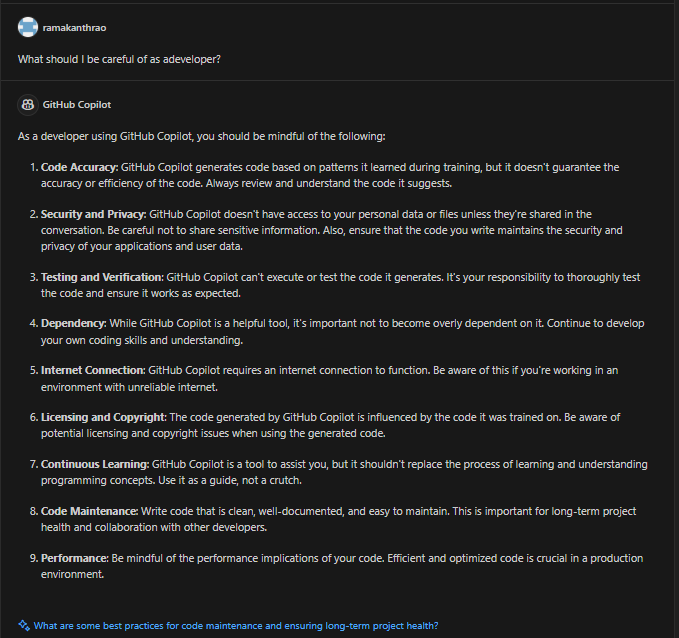 ramakanthrao
What should I be careful of as adeveloper?
GitHub Copilot
As a developer using GitHub Copilot, you should be mindful of the following:
1. Code Accuracy: GitHub Copilot generates code based on patterns it learned during training, but it doesn't guarantee the
accuracy or efficiency of the code. Always review and understand the code it suggests.
2. Security and Privacy: GitHub Copilot doesn't have access to your personal data or files unless they're shared in the
conversation. Be careful not to share sensitive information. Also, ensure that the code you write maintains the security and
privacy of your applications and user data.
3. Testing and Verification: GitHub Copilot can't execute or test the code it generates. It's your responsibility to thoroughly test
the code and ensure it works as expected.
4. Dependency: While GitHub Copilot is a helpful tool, it's important not to become overly dependent on it. Continue to develop
your own coding skills and understanding.
5. Internet Connection: GitHub Copilot requires an internet connection to function. Be aware of this if you're working in an
environment with unreliable internet.
6. Licensing and Copyright: The code generated by GitHub Copilot is influenced by the code it was trained on. Be aware of
potential licensing and copyright issues when using the generated code.
7. Continuous Learning: GitHub Copilot is a tool to assist you, but it shouldn't replace the process of learning and understanding
programming concepts. Use it as a guide, not a crutch.
8. Code Maintenance: Write code that is clean, well-documented, and easy to maintain. This is important for long-term project
health and collaboration with other developers.
9. Performance: Be mindful of the performance implications of your code. Efficient and optimized code is crucial in a production
environment.
What are some best practices for code maintenance and ensuring long-term project health?